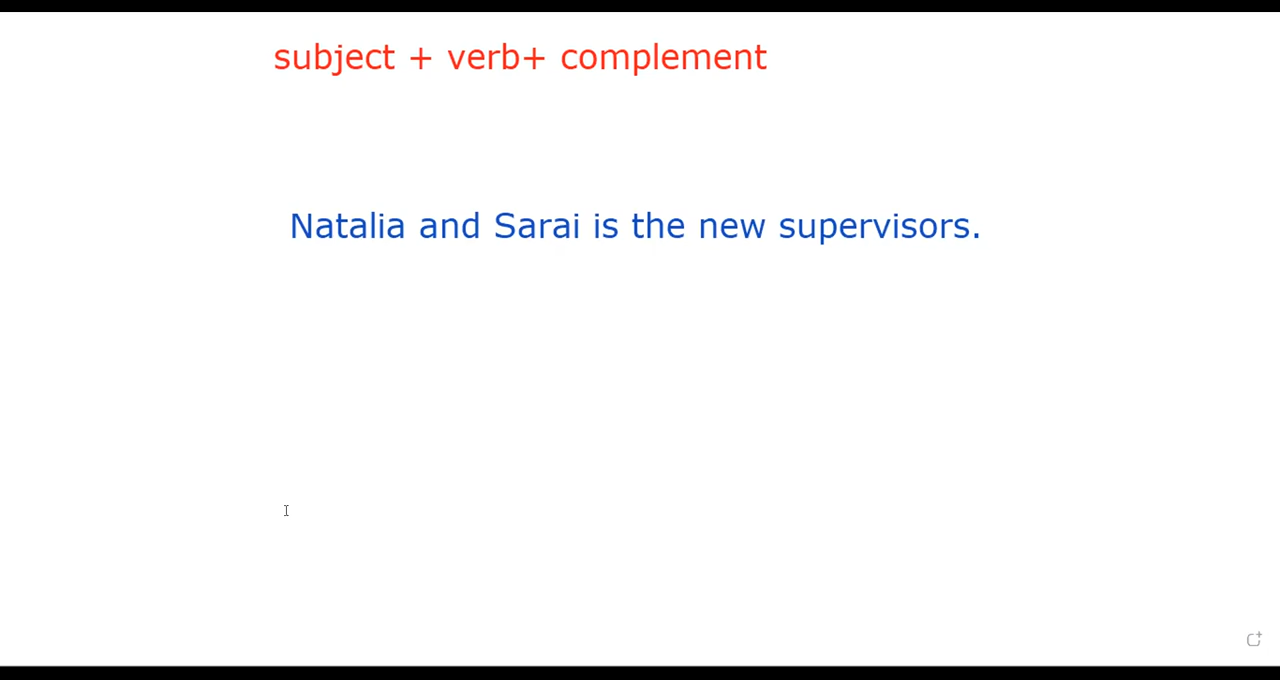 subject + verb+ complement
Natalia and Sarai is the new supervisors.